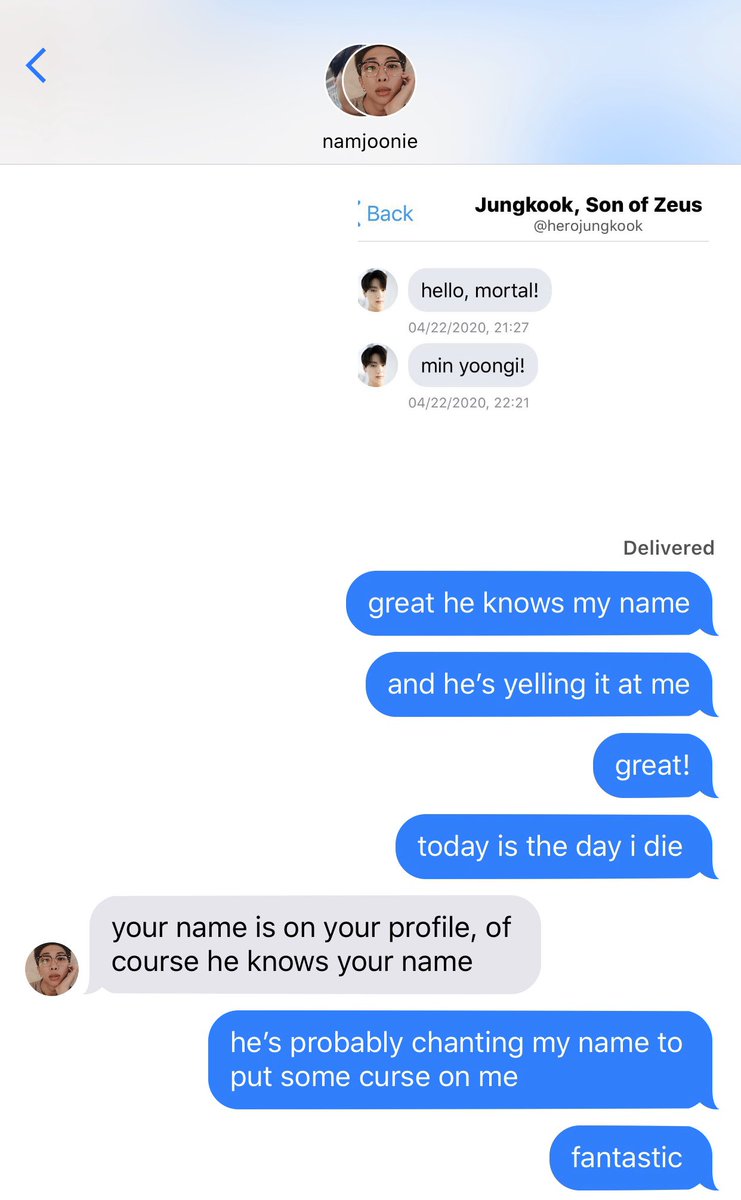 namjoonie
Back
Jungkook, Son of Zeus
@herojungkook
hello, mortal!
04/22/2020, 21:27
min yoongi!
04/22/2020, 22:21
Delivered
great he knows my name
and he’s yelling it at me
great!
today is the day i die
your name is on your profile, of
course he knows your name
he’s probably chanting my name to
put some curse on me
fantastic